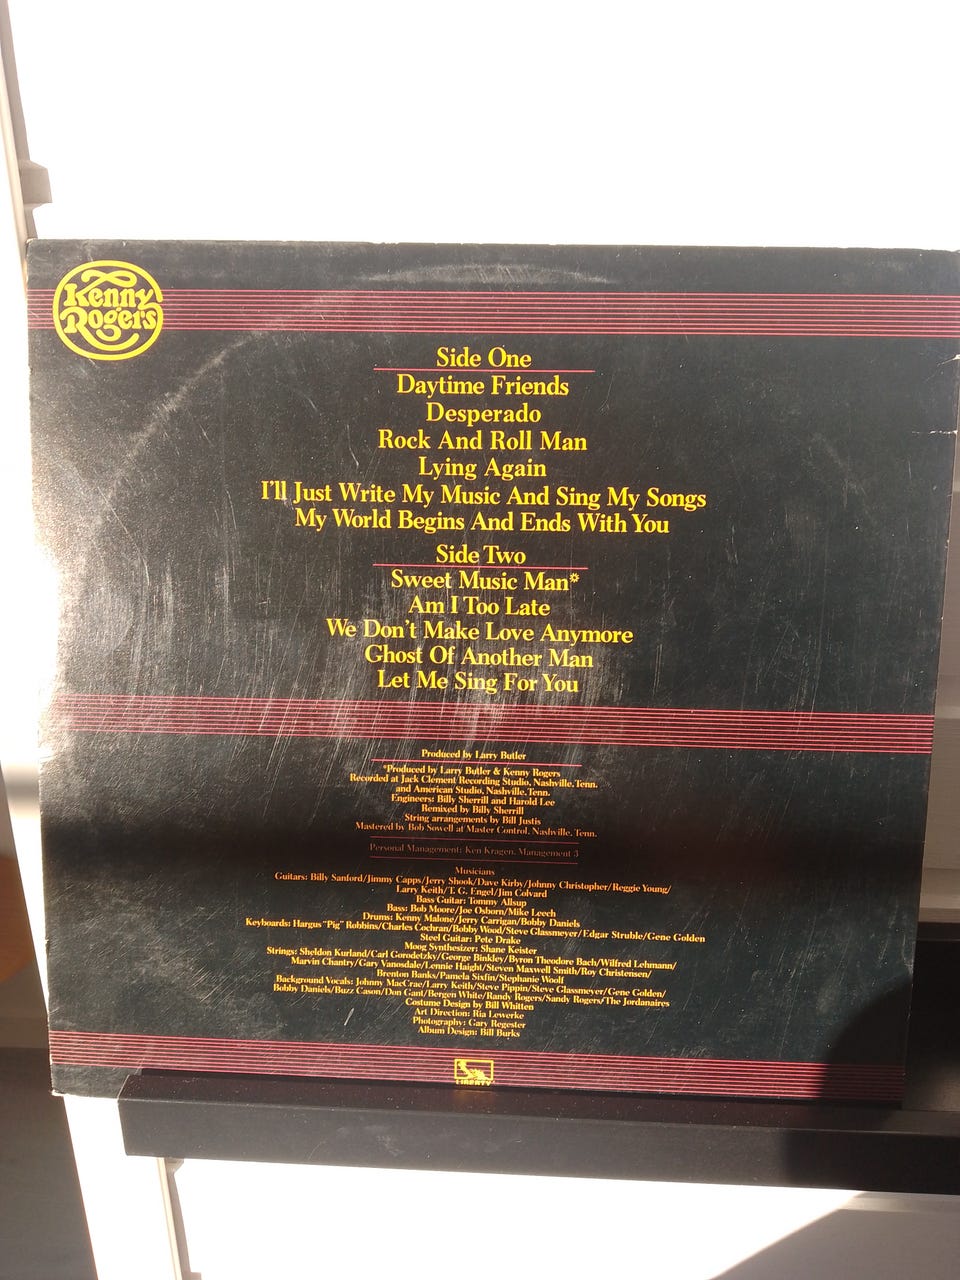 Kenny
Rogers
Side One
Daytime Friends
Desperado
Rock And Roll Man
Lying Again
I'll Just Write My Music And Sing My Songs
My World Begins And Ends With You
Side Two
Sweet Music Man*
Am I Too Late
We Don't Make Love Anymore
Ghost Of Another Man
Let Me Sing For You
Produced by Larry Butler
*Produced by Larry Butler & Kenny Rogers
Recorded at Jack Clement Recording Studio, Nashville, Tenn.
and American Studio, Nashville, Tenn.
Engineers: Billy Sherrill and Harold Lee
Remixed by Billy Sherrill
String arrangements by Bill Justis
Mastered by Bob Sowell at Master Control, Nashville, Tenn.
Personal Management: Ken Kragen, Management 3
Musicians
Guitars: Billy Sanford/Jimmy Capps/Jerry Shook/Dave Kirby/Johnny Christopher/Reggie Young/
Larry Keith/T. G. Engel/Jim Colvard
Bass Guitar: Tommy Allsup
Bass: Bob Moore/Joe Osborn/Mike Leech
Drums: Kenny Malone/Jerry Carrigan/Bobby Daniels
Keyboards: Hargus "Pig" Robbins/Charles Cochran/Bobby Wood/Steve Glassmeyer/Edgar Struble/Gene Golden
Steel Guitar: Pete Drake
Moog Synthesizer: Shane Keister
Strings: Sheldon Kurland/Carl Gorodetzky/George Binkley/Byron Theodore Bach/Wilfred Lehmann/
Marvin Chantry/Gary Vanosdale/Lennie Haight/Steven Maxwell Smith/Roy Christensen/
Brenton Banks/Pamela Sixfin/Stephanie Woolf
Background Vocals: Johnny MacCrae/Larry Keith/Steve Pippin/Steve Glassmeyer/Gene Golden/
Bobby Daniels/Buzz Cason/Don Gant/Bergen White/Randy Rogers/Sandy Rogers/The Jordanaires
Costume Design by Bill Whitten
Art Direction: Ria Lewerke
Photography: Gary Regester
Album Design: Bill Burks
LIBERTY